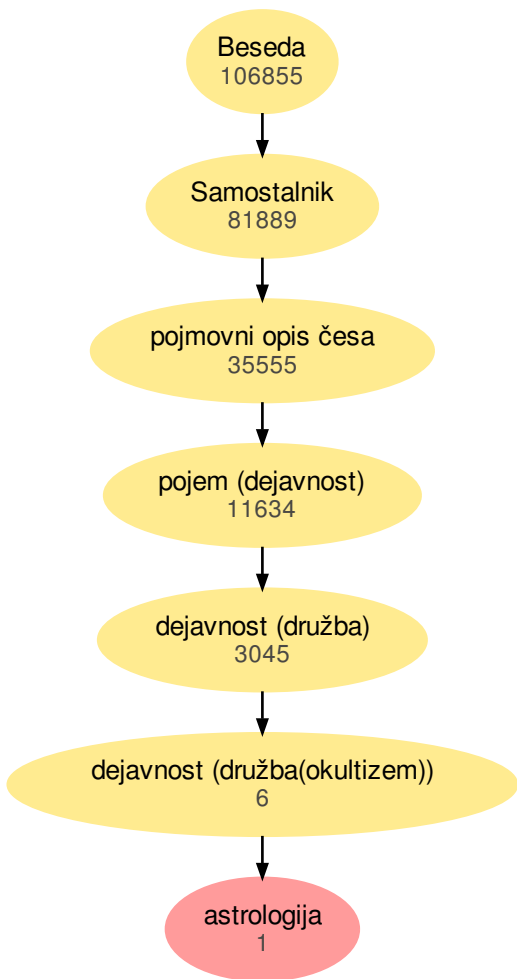 Beseda
106855
Samostalnik
81889
pojmovni opis česa
35555
pojem (dejavnost)
11634
dejavnost (družba)
3045
dejavnost (družba(okultizem))
6
astrologija
1